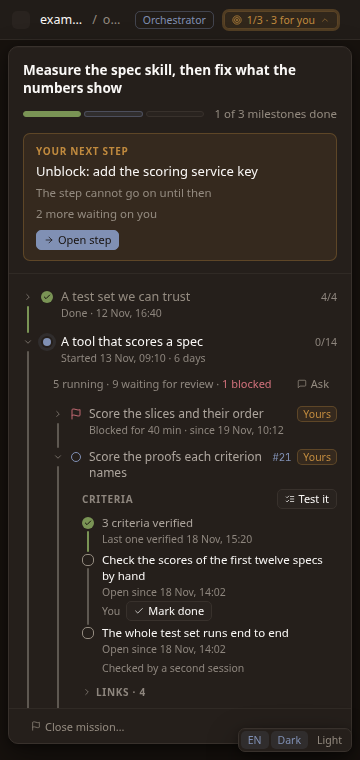 exam... / o... Orchestrator 1/3 · 3 for you
Measure the spec skill, then fix what the
numbers show
1 of 3 milestones done
YOUR NEXT STEP
Unblock: add the scoring service key
The step cannot go on until then
2 more waiting on you
Open step
A test set we can trust 4/4
Done · 12 Nov, 16:40
A tool that scores a spec 0/14
Started 13 Nov, 09:10 · 6 days
5 running · 9 waiting for review · 1 blocked Ask
Score the slices and their order Yours
Blocked for 40 min · since 19 Nov, 10:12
Score the proofs each criterion #21 Yours
names
CRITERIA Test it
3 criteria verified
Last one verified 18 Nov, 15:20
Check the scores of the first twelve specs
by hand
Open since 18 Nov, 14:02
You Mark done
The whole test set runs end to end
Open since 18 Nov, 14:02
Checked by a second session
LINKS · 4
Close mission...
EN Dark Light